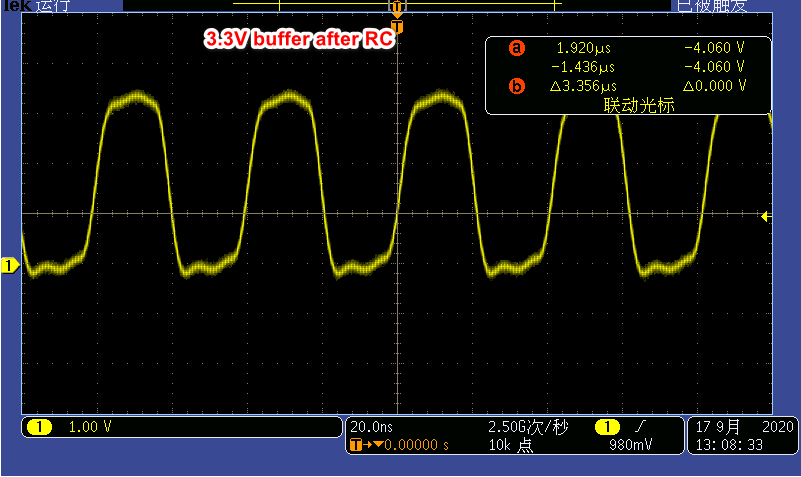 Tek 运行
已被触发
T
T
3.3V buffer after RC
a 1.920µs -4.060 V
-1.436µs -4.060 V
b Δ3.356µs Δ0.000 V
联动光标
1
1 1.00 V
20.0ns 2.50G次/秒 1
T→▼0.00000 s 10k 点 980mV
17 9月 2020
13:08:33